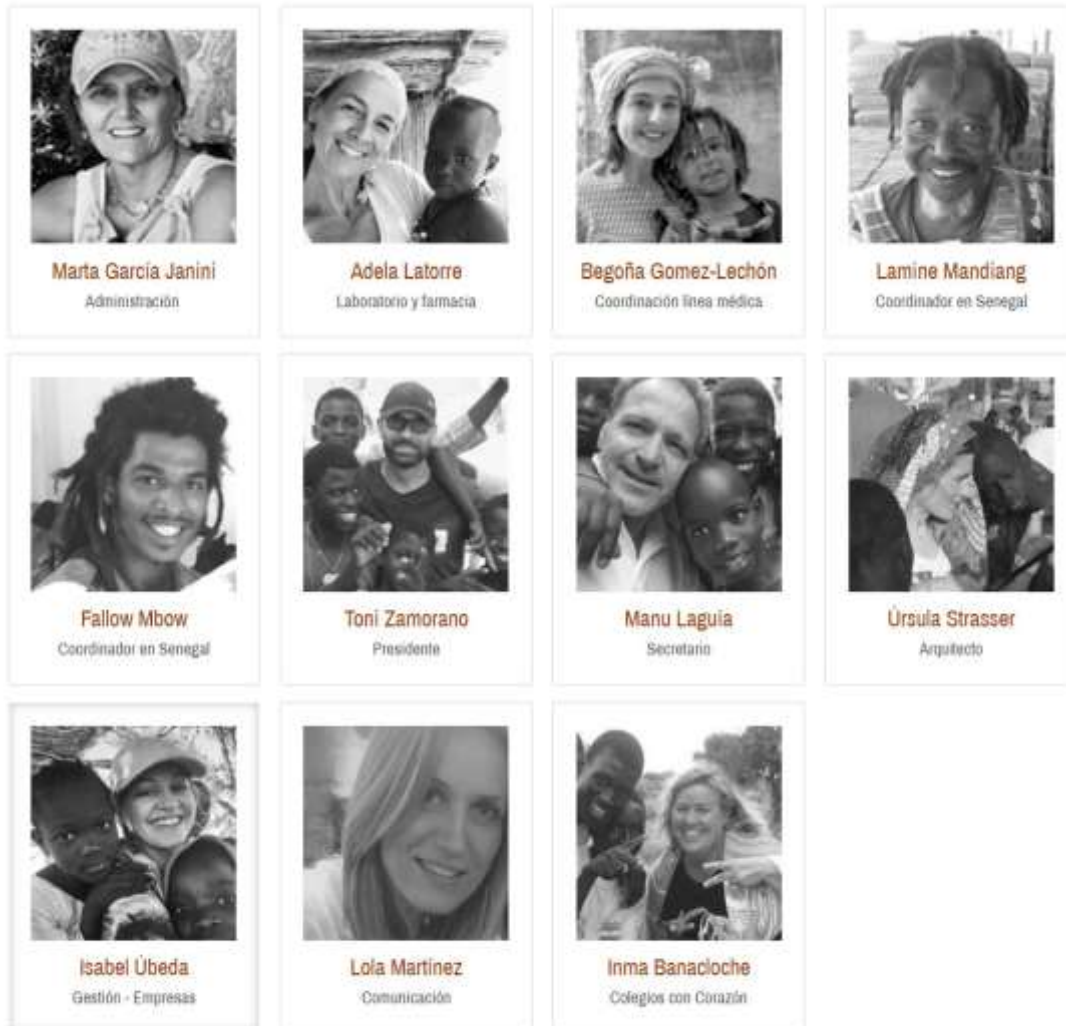 Marta García Janini
Administración
Adela Latorre
Laboratorio y farmacia
Begoña Gomez-Lechón
Coordinación línea médica
Lamine Mandiang
Coordinador en Senegal
Fallow Mbow
Coordinador en Senegal
Toni Zamorano
Presidente
Manu Laguia
Secretario
Úrsula Strasser
Arquitecto
Isabel Úbeda
Gestión - Empresas
Lola Martínez
Comunicación
Inma Banacloche
Colegios con Corazón